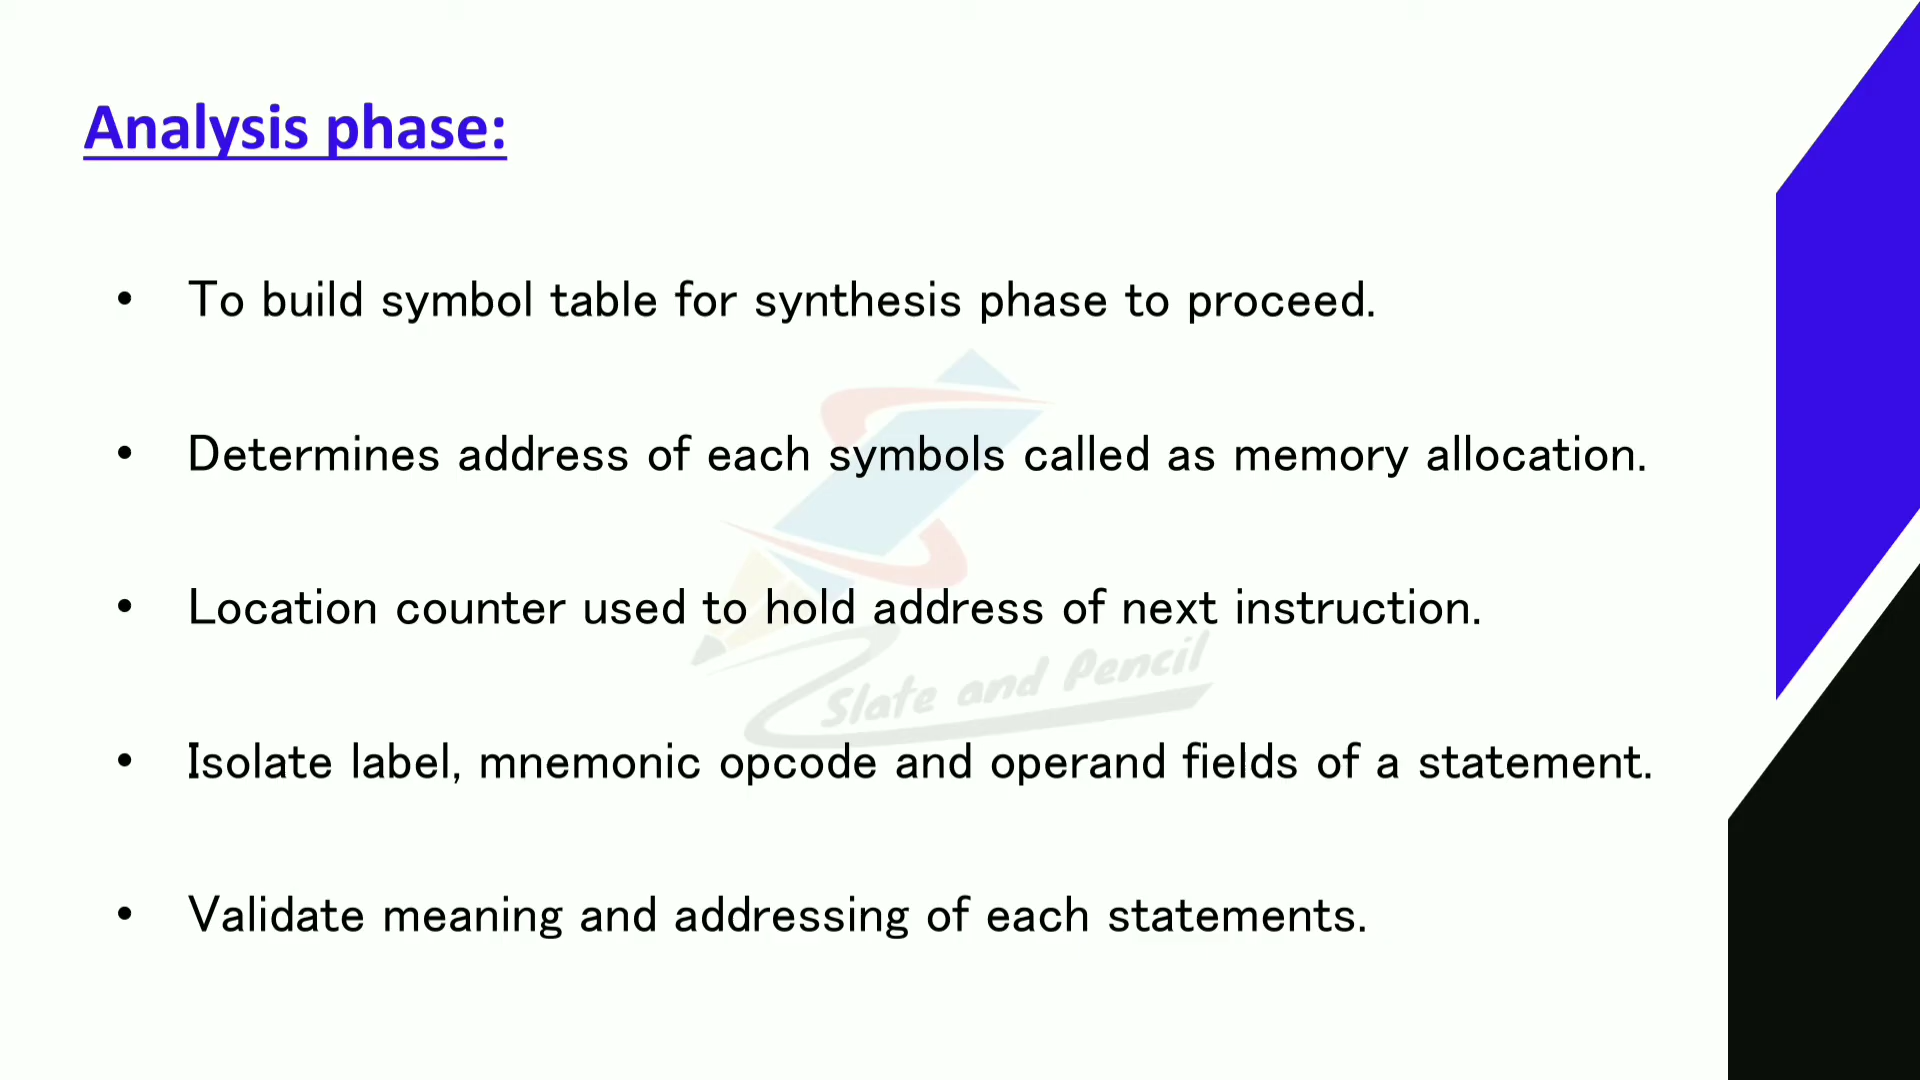 Analysis phase:
• To build symbol table for synthesis phase to proceed.
• Determines address of each symbols called as memory allocation.
• Location counter used to hold address of next instruction.
Slate and Pencil
• Isolate label, mnemonic opcode and operand fields of a statement.
• Validate meaning and addressing of each statements.